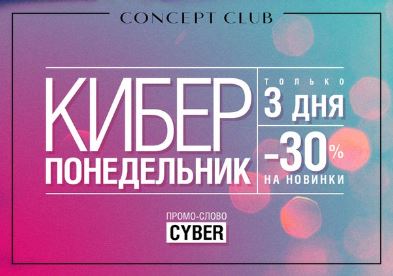 CONCEPT CLUB
КИБЕР
ПОНЕДЕЛЬНИК
ТОЛЬКО
3 ДНЯ
-30%
НА НОВИНКИ
ПРОМО-СЛОВО
CYBER